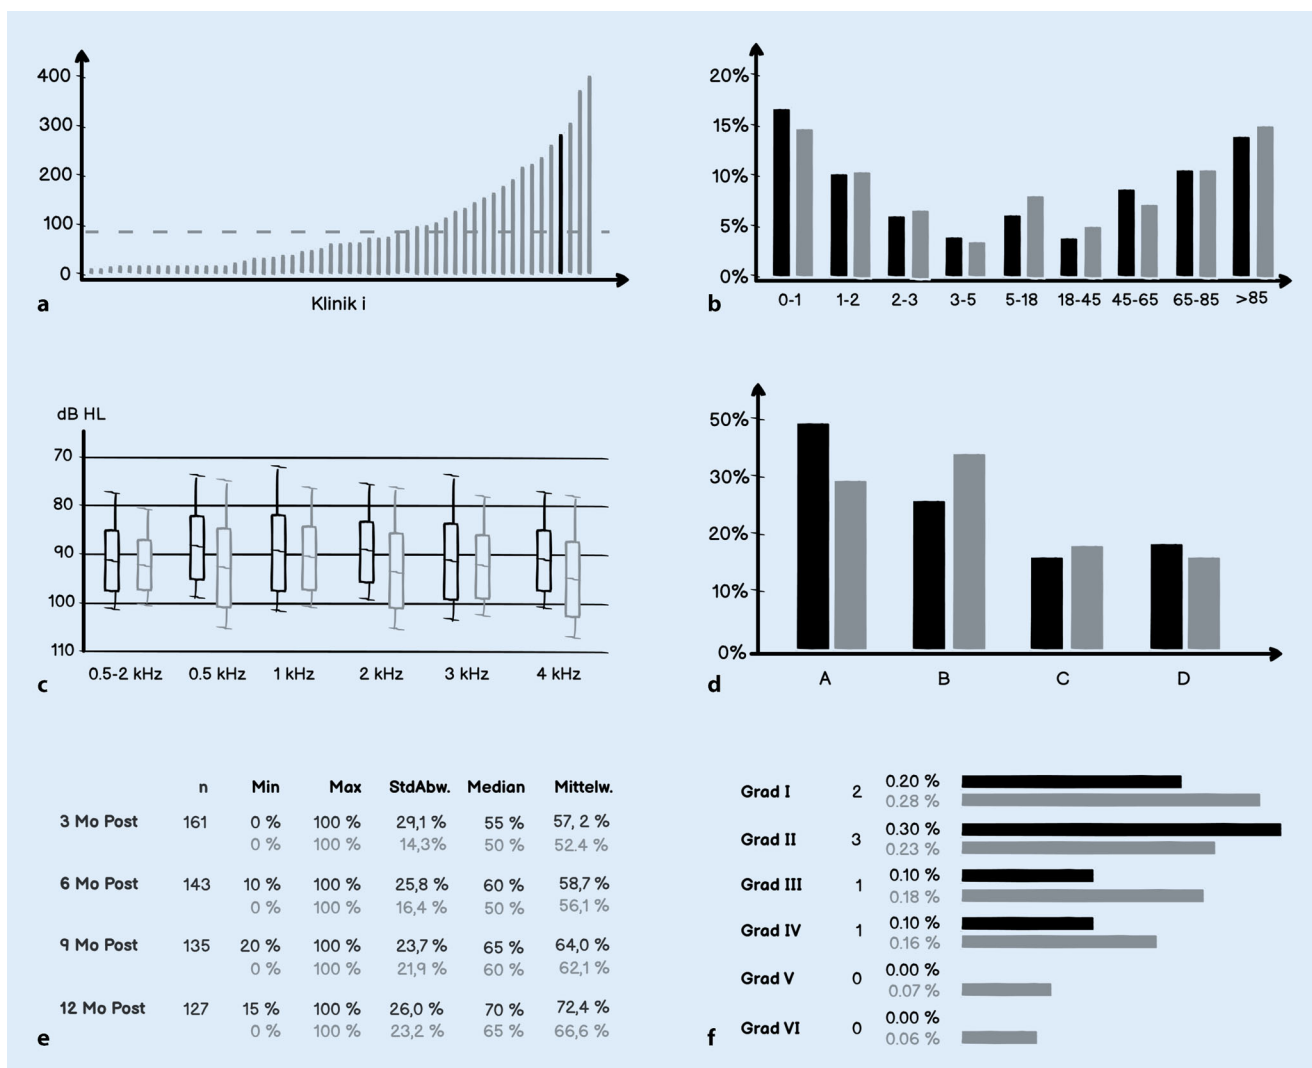 400
300
200
100
0
Klinik i
a
20%
15%
10%
5%
0%
0-1 1-2 2-3 3-5 5-18 18-45 45-65 65-85 >85
b
dB HL
70
80
90
100
110
0.5-2 kHz 0.5 kHz 1 kHz 2 kHz 3 kHz 4 kHz
c
50%
30%
20%
10%
0%
A B C D
d
n Min Max StdAbw. Median Mittelw.
3 Mo Post 161 0 % 100 % 29,1 % 55 % 57, 2 %
0 % 100 % 14,3% 50 % 52.4 %
6 Mo Post 143 10 % 100 % 25,8 % 60 % 58,7 %
0 % 100 % 16,4 % 50 % 56,1 %
9 Mo Post 135 20 % 100 % 23,7 % 65 % 64,0 %
0 % 100 % 21,9 % 60 % 62,1 %
12 Mo Post 127 15 % 100 % 26,0 % 70 % 72,4 %
0 % 100 % 23,2 % 65 % 66,6 %
e
Grad I 2 0.20 %
0.28 %
Grad II 3 0.30 %
0.23 %
Grad III 1 0.10 %
0.18 %
Grad IV 1 0.10 %
0.16 %
Grad V 0 0.00 %
0.07 %
Grad VI 0 0.00 %
0.06 %
f